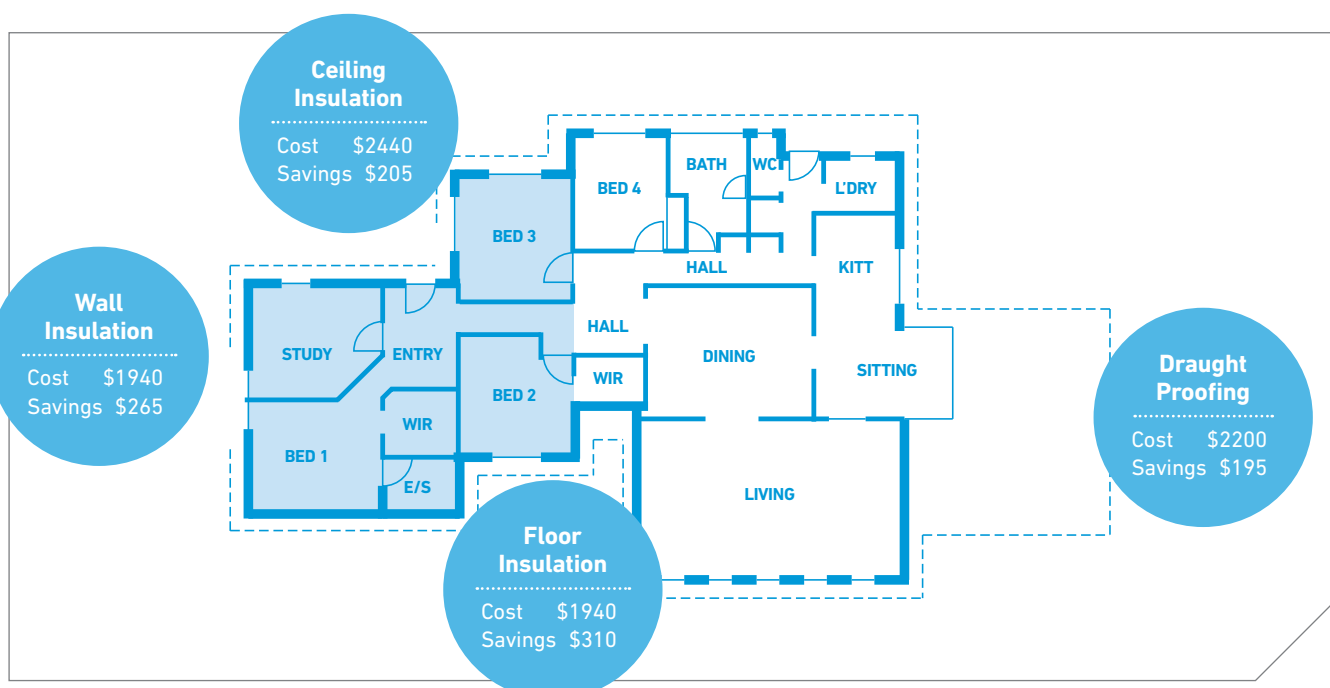 Ceiling
Insulation
Cost $2440
Savings $205
Wall
Insulation
Cost $1940
Savings $265
Floor
Insulation
Cost $1940
Savings $310
Draught
Proofing
Cost $2200
Savings $195
BED 4
BATH
WC
L'DRY
BED 3
HALL
KITT
STUDY
ENTRY
HALL
DINING
SITTING
BED 2
WIR
WIR
BED 1
E/S
LIVING